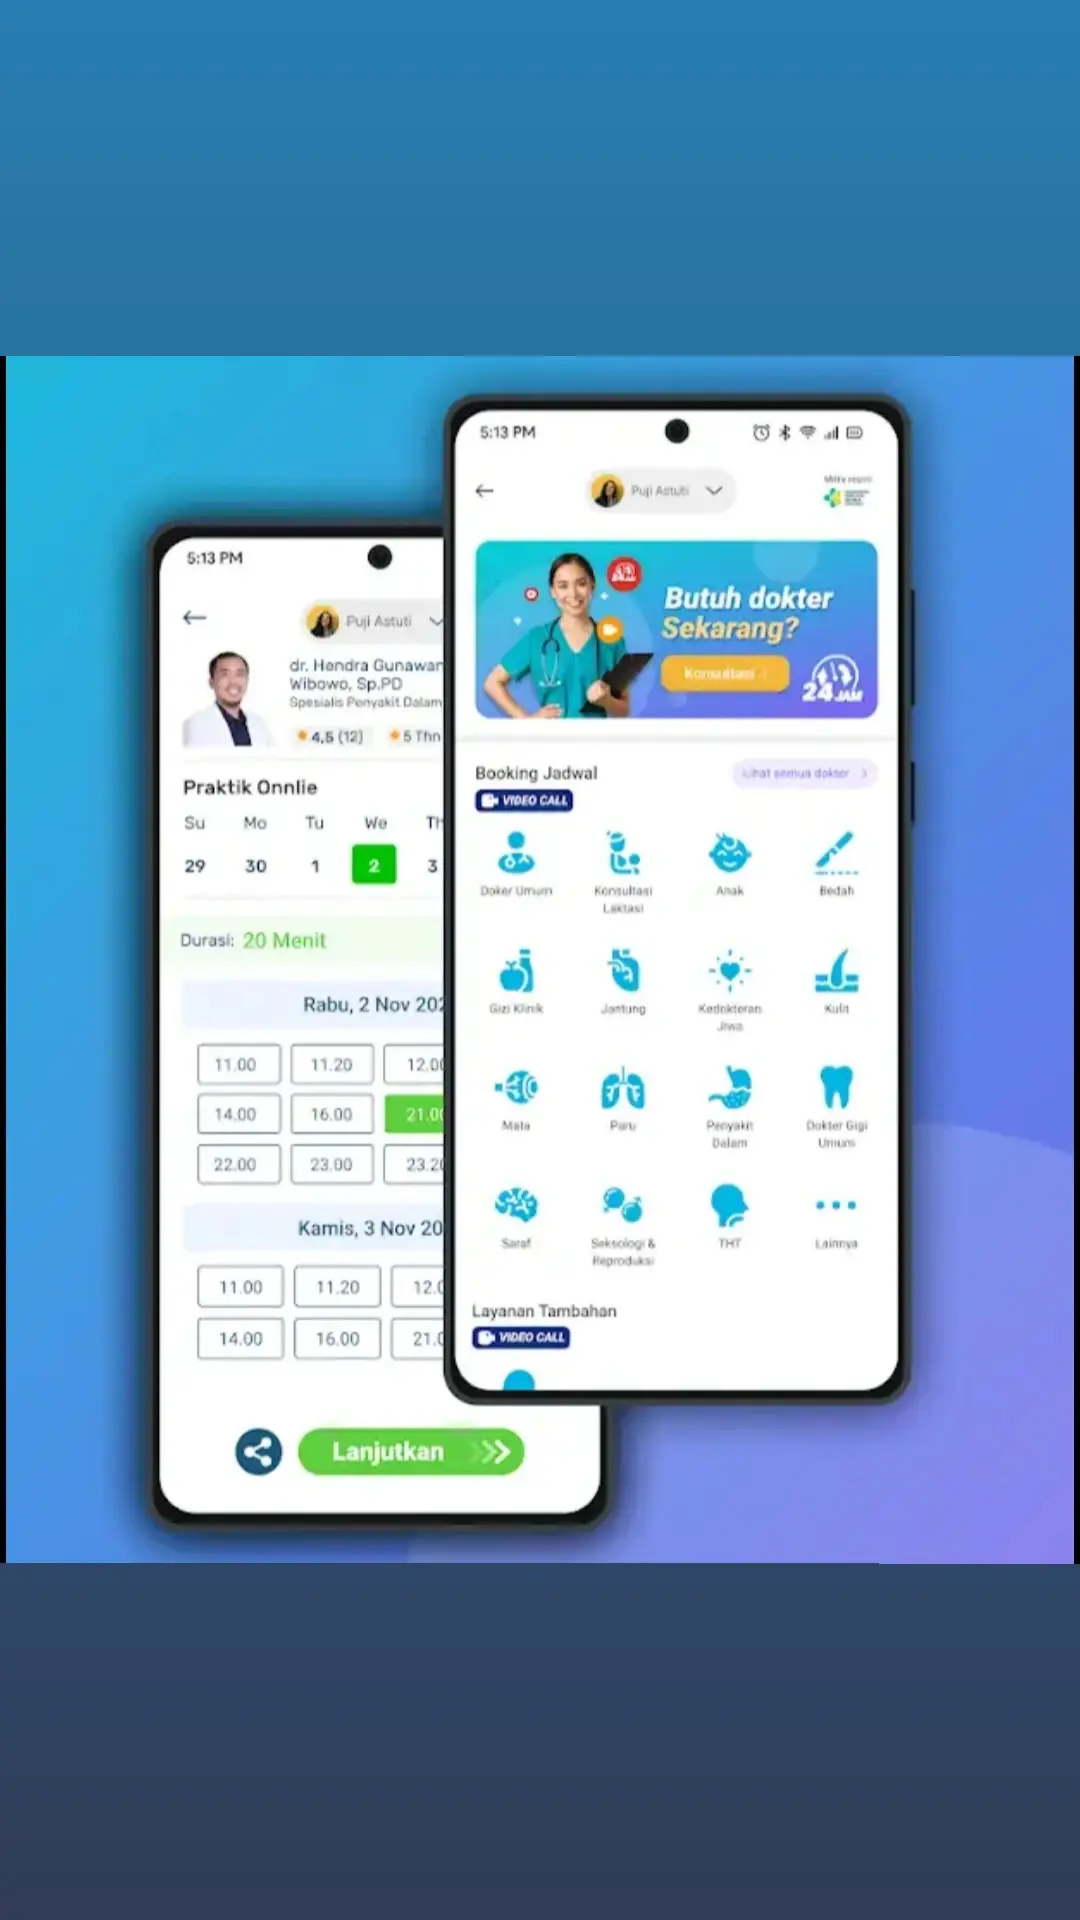 5:13 PM
Puji Astuti
dr. Hendra Gunawan
Wibowo, Sp.PD
Spesialis Penyakit Dalam
4,5 (12)
5 Thn
Praktik Onnlie
Su Mo Tu We Th
29 30 1 2 3
Durasi: 20 Menit
Rabu, 2 Nov 202
11.00 11.20 12.00
14.00 16.00 21.00
22.00 23.00 23.20
Kamis, 3 Nov 20
11.00 11.20 12.0
14.00 16.00 21.0
Lanjutkan
5:13 PM
Puji Astuti
Mitra resmi
Butuh dokter
Sekarang?
Konsultasi
24 JAM
Booking Jadwal
Lihat semua dokter
VIDEO CALL
Doker Umum
Konsultasi
Laktasi
Anak
Bedah
Gizi Klinik
Jantung
Kedokteran
Jiwa
Kulit
Mata
Paru
Penyakit
Dalam
Dokter Gigi
Umum
Saraf
Seksologi &
Reproduksi
THT
Lainnya
Layanan Tambahan
VIDEO CALL